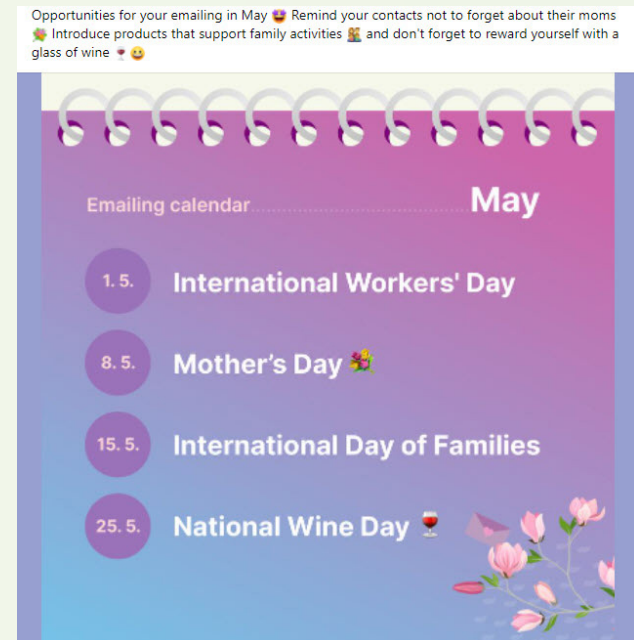 Opportunities for your emailing in May 🤩 Remind your contacts not to forget about their moms
💐 Introduce products that support family activities 👨‍👩‍👧‍👦 and don't forget to reward yourself with a
glass of wine 🍷 😀
Emailing calendar May
1. 5. International Workers' Day
8. 5. Mother's Day 💐
15. 5. International Day of Families
25. 5. National Wine Day 🍷